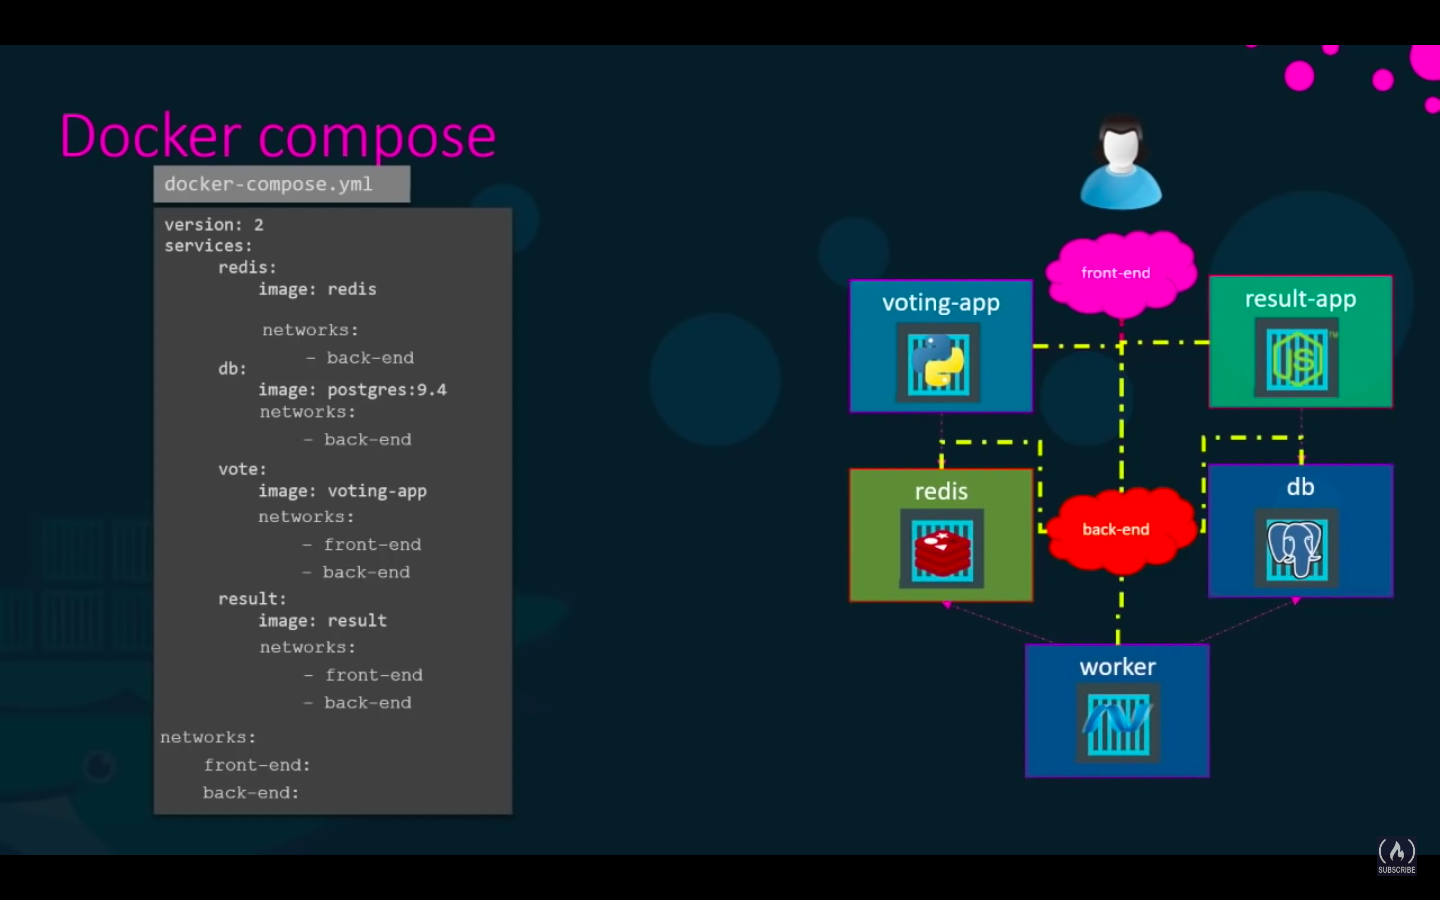 Docker compose
docker-compose.yml
version: 2
services:
redis:
image: redis
networks:
- back-end
db:
image: postgres:9.4
networks:
- back-end
vote:
image: voting-app
networks:
- front-end
- back-end
result:
image: result
networks:
- front-end
- back-end
networks:
front-end:
back-end:
front-end
voting-app
result-app
JS
TM
redis
back-end
db
worker
SUBSCRIBE